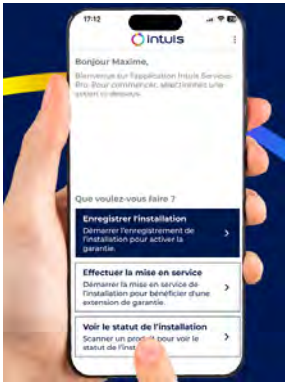 17:12
intuis
Bonjour Maxime,
Bienvenue sur l'application Intuis Services
Pro. Pour commencer, sélectionnez une
action ci-dessous.
Que voulez-vous faire ?
Enregistrer l'installation
Démarrer l'enregistrement de
l'installation pour activer la
garantie.
Effectuer la mise en service
Démarrer la mise en service de
l'installation pour bénéficier d'une
extension de garantie.
Voir le statut de l'installation
Scanner un produit pour voir le
statut de l'inst